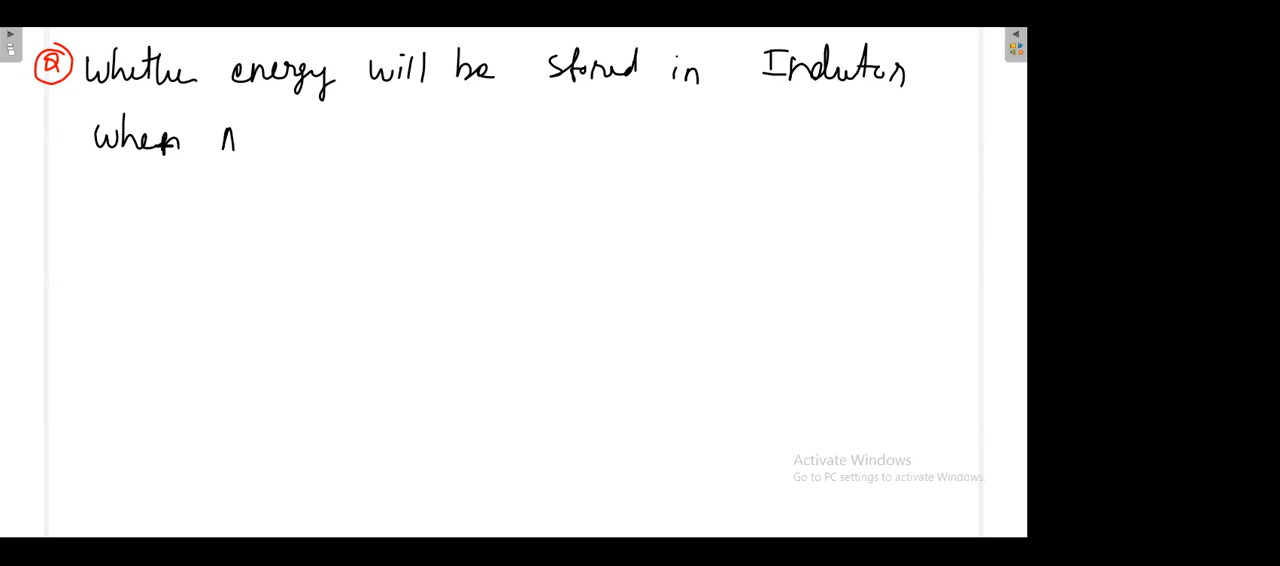 Q Whether energy will be stored in Inductor
when
Activate Windows
Go to PC settings to activate Windows.